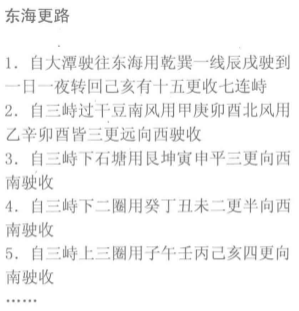 东海更路
1. 自大潭驶往东海用乾巽一线辰戌驶到
一日一夜转回己亥有十五更收七连峙
2. 自三峙过干豆南风用甲庚卯酉北风用
乙辛卯酉皆三更远向西驶收
3. 自三峙下石塘用艮坤寅申平三更向西
南驶收
4. 自三峙下二圈用癸丁丑未二更半向西
南驶收
5. 自三峙上三圈用子午壬丙己亥四更向
南驶收
……